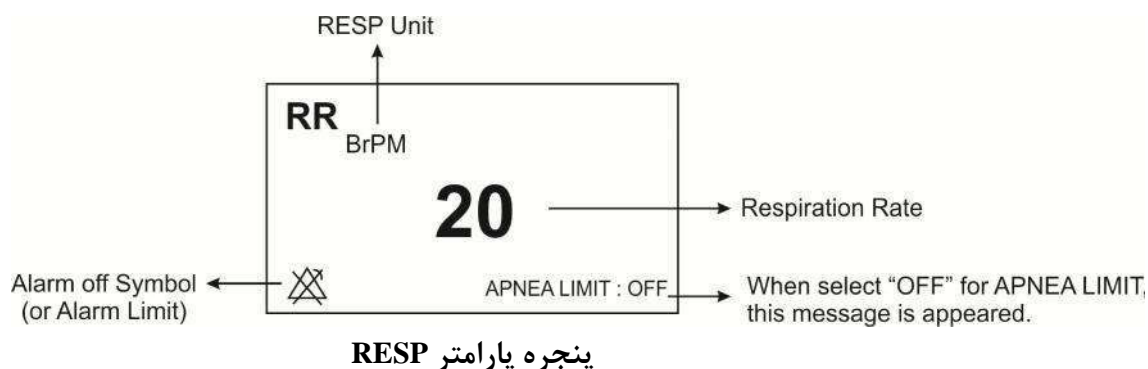 RESP Unit
RR
BrPM
20
Respiration Rate
Alarm off Symbol
(or Alarm Limit)
APNEA LIMIT : OFF
When select “OFF” for APNEA LIMIT,
this message is appeared.
پنجره پارامتر RESP